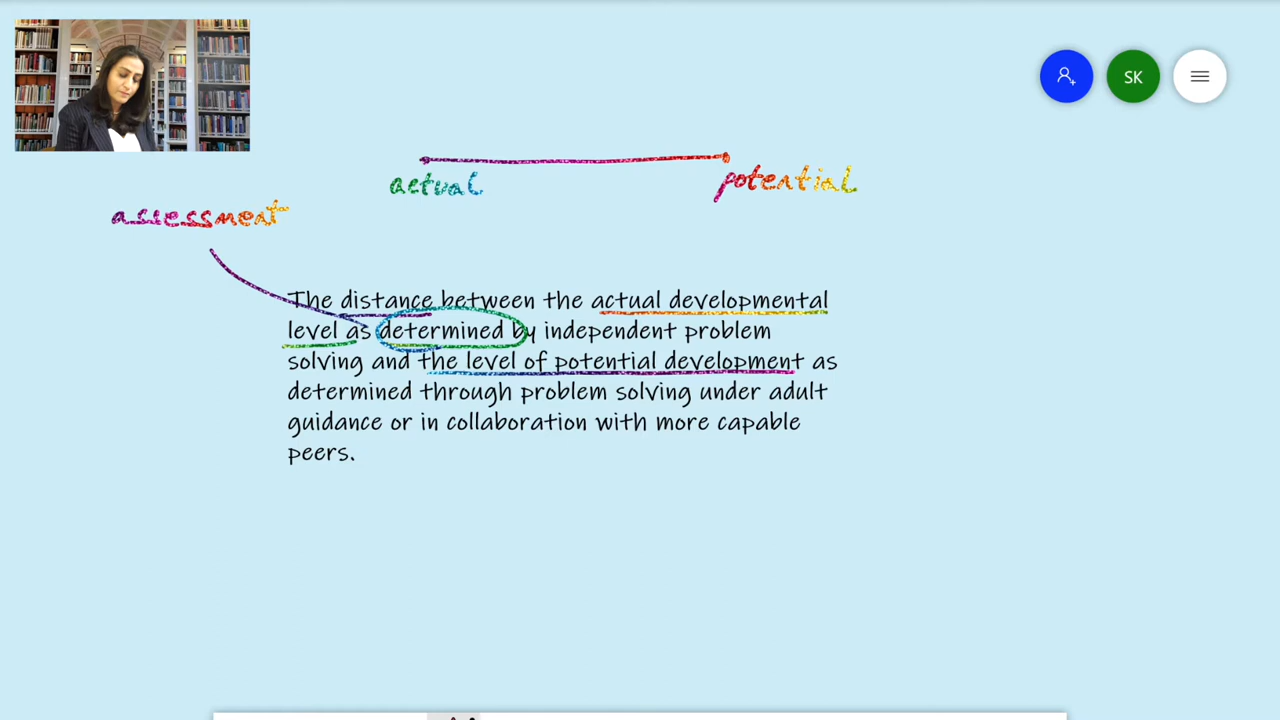 SK
actual
potential
assessment
The distance between the actual developmental
level as determined by independent problem
solving and the level of potential development as
determined through problem solving under adult
guidance or in collaboration with more capable
peers.